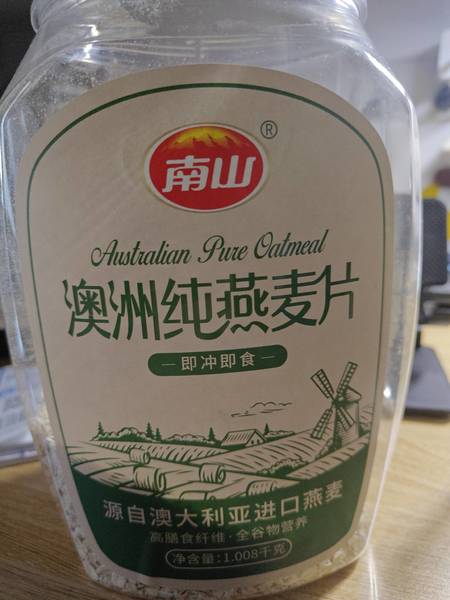 南山
®
Australian Pure Oatmeal
澳洲纯燕麦片
即冲即食
源自澳大利亚进口燕麦
高膳食纤维·全谷物营养
净含量:1.008千克